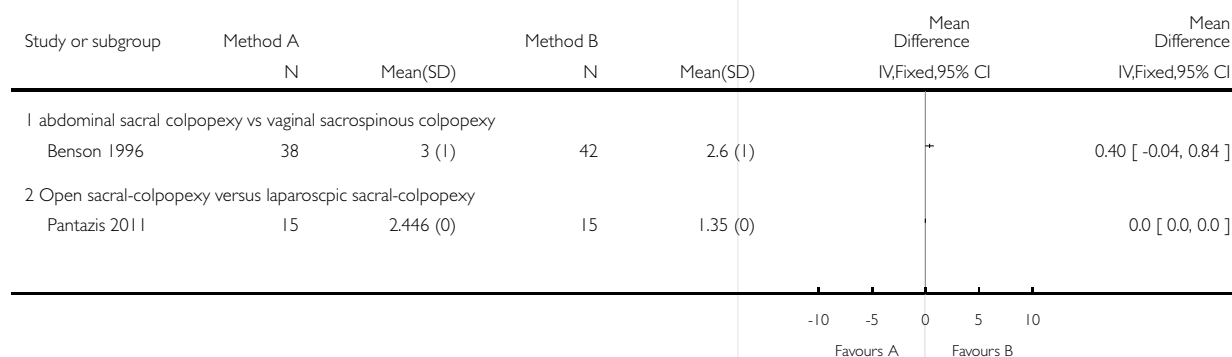 Mean Mean
Study or subgroup Method A Method B Difference Difference
N Mean(SD) N Mean(SD) IV,Fixed,95% CI IV,Fixed,95% CI
1 abdominal sacral colpopexy vs vaginal sacrospinous colpopexy
Benson 1996 38 3 (1) 42 2.6 (1) 0.40 [ -0.04, 0.84 ]
2 Open sacral-colpopexy versus laparoscpic sacral-colpopexy
Pantazis 2011 15 2.446 (0) 15 1.35 (0) 0.0 [ 0.0, 0.0 ]
-10 -5 0 5 10
Favours A Favours B